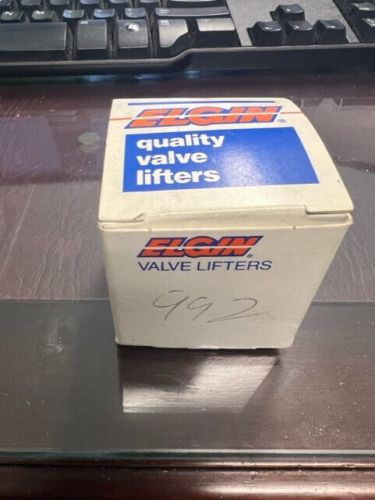 ELGIN®
quality
valve
lifters
ELGIN®
VALVE LIFTERS
992